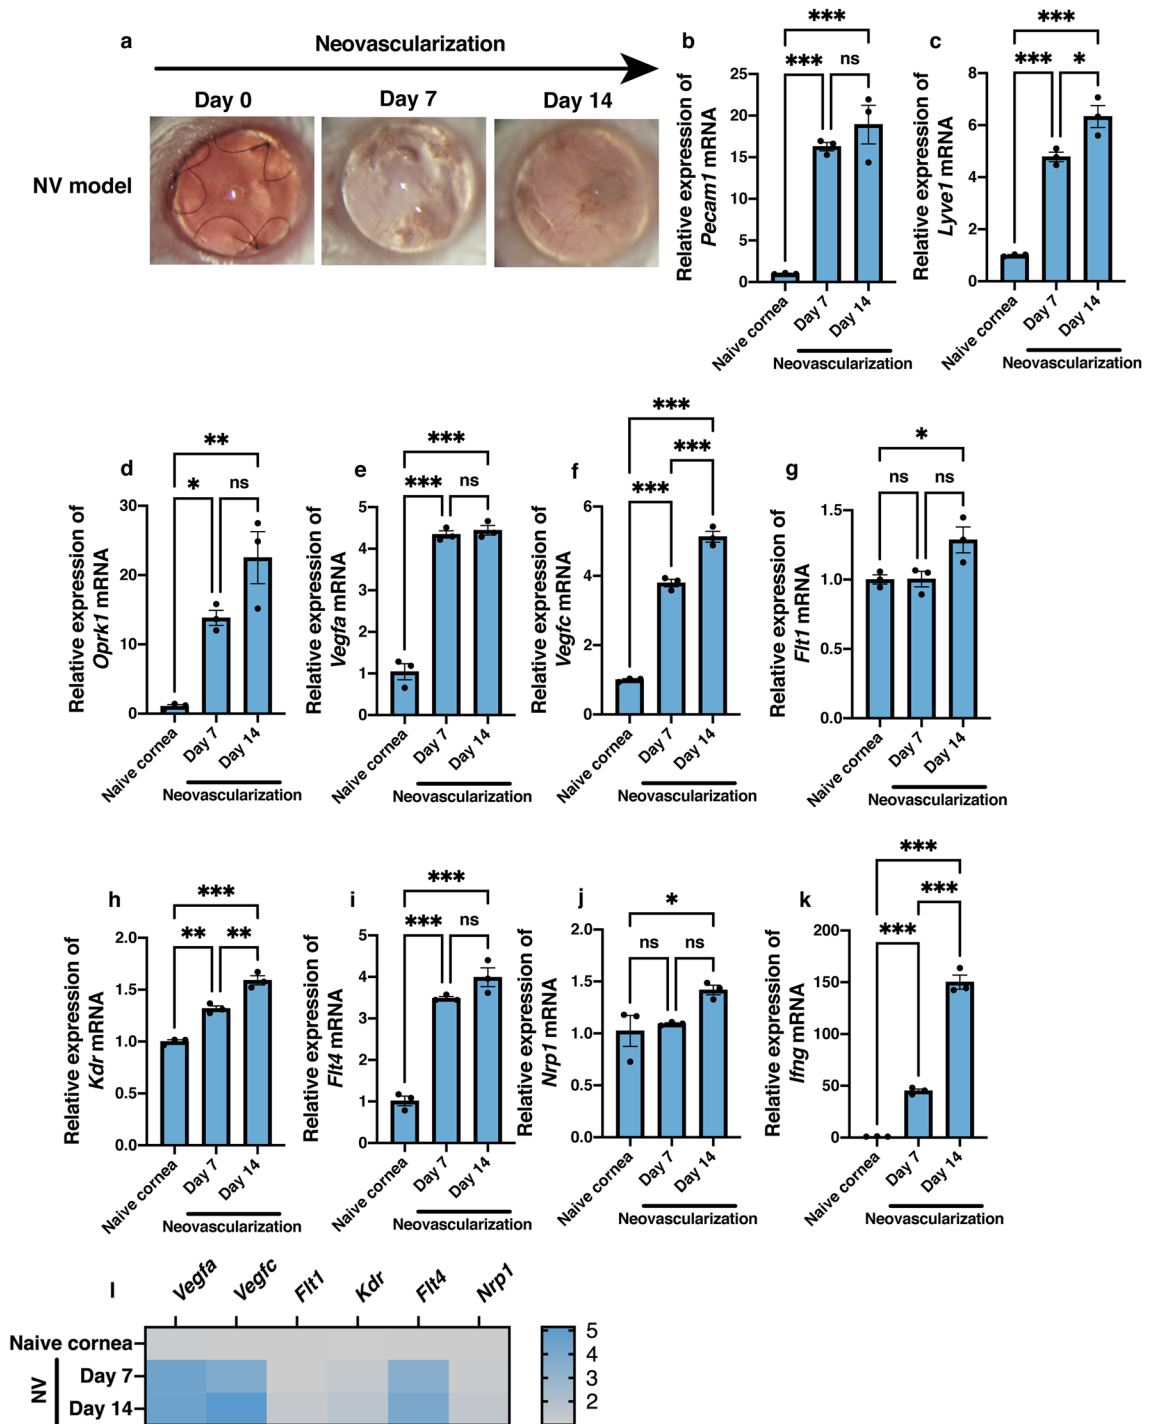 a
Neovascularization
Day 0
Day 7
Day 14
NV model
b
***
***
ns
Relative expression of
Pecam1 mRNA
25
20
15
10
5
0
Naive cornea
Day 7
Day 14
Neovascularization
c
***
***
*
Relative expression of
Lyve1 mRNA
8
6
4
2
0
Naive cornea
Day 7
Day 14
Neovascularization
d
**
*
ns
Relative expression of
Oprk1 mRNA
30
20
10
0
Naive cornea
Day 7
Day 14
Neovascularization
e
***
***
ns
Relative expression of
Vegfa mRNA
5
4
3
2
1
0
Naive cornea
Day 7
Day 14
Neovascularization
f
***
***
***
Relative expression of
Vegfc mRNA
6
4
2
0
Naive cornea
Day 7
Day 14
Neovascularization
g
*
ns
ns
Relative expression of
Flt1 mRNA
1.5
1.0
0.5
0.0
Naive cornea
Day 7
Day 14
Neovascularization
h
***
**
**
Relative expression of
Kdr mRNA
2.0
1.5
1.0
0.5
0.0
Naive cornea
Day 7
Day 14
Neovascularization
i
***
***
ns
Relative expression of
Flt4 mRNA
5
4
3
2
1
0
Naive cornea
Day 7
Day 14
Neovascularization
j
*
ns
ns
Relative expression of
Nrp1 mRNA
2.0
1.5
1.0
0.5
0.0
Naive cornea
Day 7
Day 14
Neovascularization
k
***
***
***
Relative expression of
Ifng mRNA
200
150
100
50
0
Naive cornea
Day 7
Day 14
Neovascularization
l
Vegfa
Vegfc
Flt1
Kdr
Flt4
Nrp1
Naive cornea
NV
Day 7
Day 14
5
4
3
2